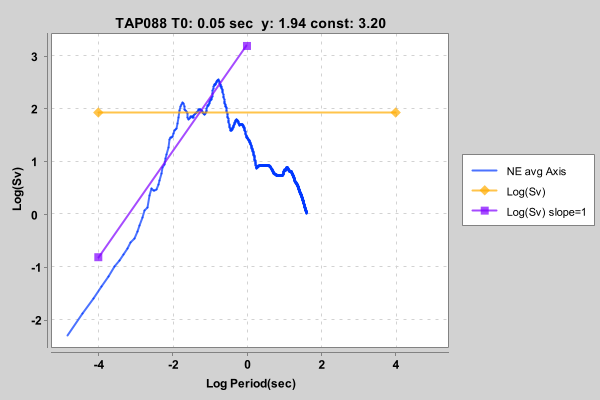 TAP088 T0: 0.05 sec  y: 1.94 const: 3.20
Log(Sv)
3
2
1
0
-1
-2
-4
-2
0
2
4
Log Period(sec)
NE avg Axis
Log(Sv)
Log(Sv) slope=1